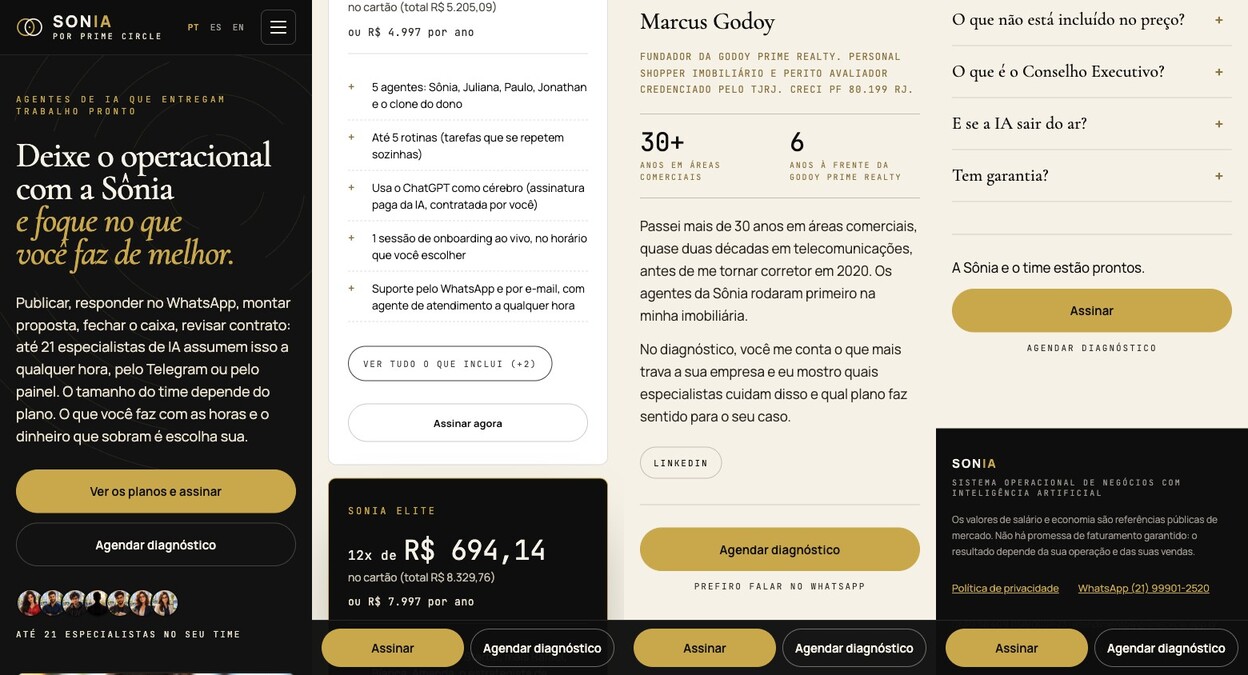 SONIA
POR PRIME CIRCLE
PT ES EN
AGENTES DE IA QUE ENTREGAM
TRABALHO PRONTO
Deixe o operacional
com a Sônia
e foque no que
você faz de melhor.
Publicar, responder no WhatsApp, montar
proposta, fechar o caixa, revisar contrato:
até 21 especialistas de IA assumem isso a
qualquer hora, pelo Telegram ou pelo
painel. O tamanho do time depende do
plano. O que você faz com as horas e o
dinheiro que sobram é escolha sua.
Ver os planos e assinar
Agendar diagnóstico
ATÉ 21 ESPECIALISTAS NO SEU TIME
no cartão (total R$ 5.205,09)
ou R$ 4.997 por ano
+ 5 agentes: Sônia, Juliana, Paulo, Jonathan
e o clone do dono
+ Até 5 rotinas (tarefas que se repetem
sozinhas)
+ Usa o ChatGPT como cérebro (assinatura
paga da IA, contratada por você)
+ 1 sessão de onboarding ao vivo, no horário
que você escolher
+ Suporte pelo WhatsApp e por e-mail, com
agente de atendimento a qualquer hora
VER TUDO O QUE INCLUI (+2)
Assinar agora
SONIA ELITE
12x de R$ 694,14
no cartão (total R$ 8.329,76)
ou R$ 7.997 por ano
Assinar
Agendar diagnóstico
Marcus Godoy
FUNDADOR DA GODOY PRIME REALTY. PERSONAL
SHOPPER IMOBILIÁRIO E PERITO AVALIADOR
CREDENCIADO PELO TJRJ. CRECI PF 80.199 RJ.
30+
ANOS EM ÁREAS
COMERCIAIS
6
ANOS À FRENTE DA
GODOY PRIME REALTY
Passei mais de 30 anos em áreas comerciais,
quase duas décadas em telecomunicações,
antes de me tornar corretor em 2020. Os
agentes da Sônia rodaram primeiro na
minha imobiliária.
No diagnóstico, você me conta o que mais
trava a sua empresa e eu mostro quais
especialistas cuidam disso e qual plano faz
sentido para o seu caso.
LINKEDIN
Agendar diagnóstico
PREFIRO FALAR NO WHATSAPP
Assinar
Agendar diagnóstico
O que não está incluído no preço? +
O que é o Conselho Executivo? +
E se a IA sair do ar? +
Tem garantia? +
A Sônia e o time estão prontos.
Assinar
AGENDAR DIAGNÓSTICO
SONIA
SISTEMA OPERACIONAL DE NEGÓCIOS COM
INTELIGÊNCIA ARTIFICIAL
Os valores de salário e economia são referências públicas de
mercado. Não há promessa de faturamento garantido: o
resultado depende da sua operação e das suas vendas.
Política de privacidade WhatsApp (21) 99901-2520
Assinar
Agendar diagnóstico